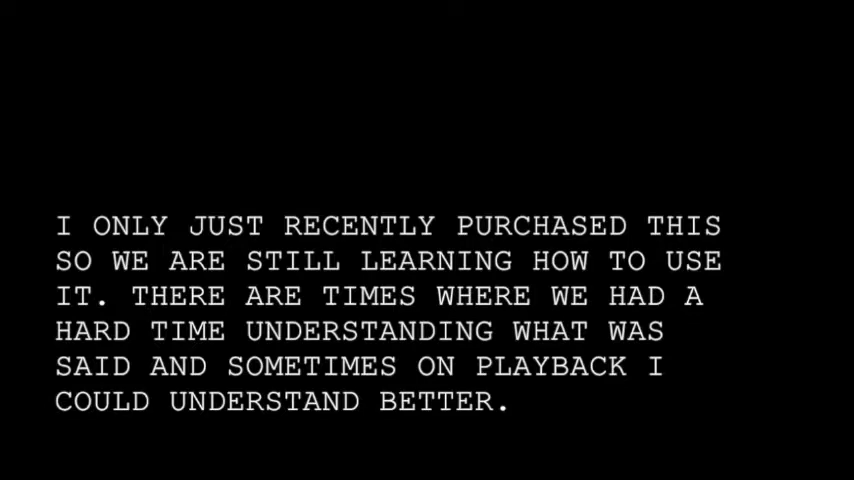 I ONLY JUST RECENTLY PURCHASED THIS
SO WE ARE STILL LEARNING HOW TO USE
IT. THERE ARE TIMES WHERE WE HAD A
HARD TIME UNDERSTANDING WHAT WAS
SAID AND SOMETIMES ON PLAYBACK I
COULD UNDERSTAND BETTER.